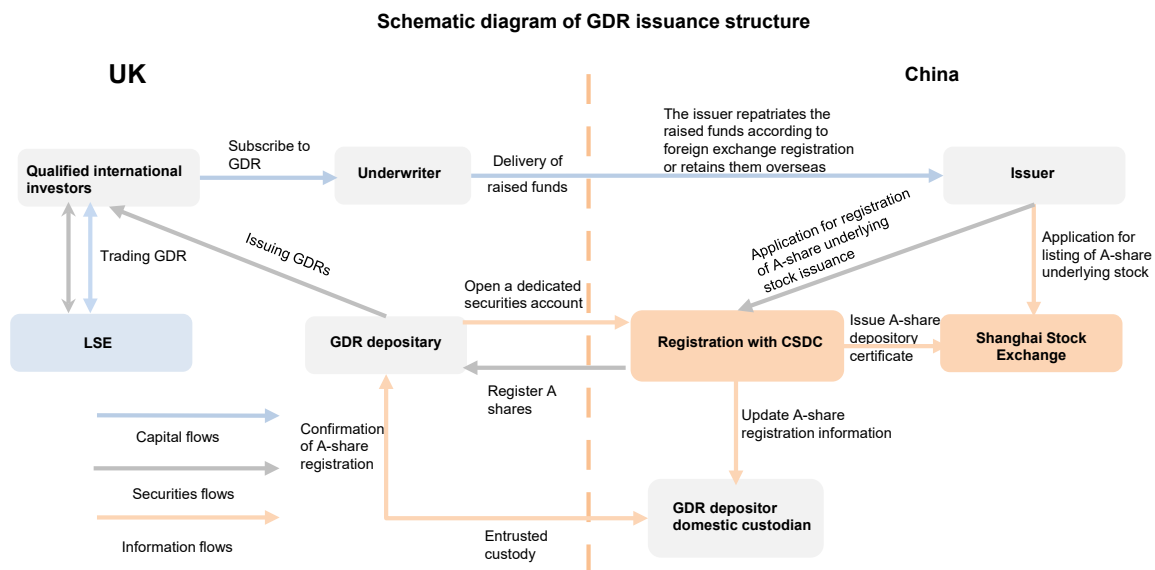 Schematic diagram of GDR issuance structure
UK
China
Qualified international
investors
Subscribe to
GDR
Underwriter
Delivery of
raised funds
The issuer repatriates the
raised funds according to
foreign exchange registration
or retains them overseas
Issuer
Trading GDR
Issuing GDRs
Application for registration
of A-share underlying
stock issuance
Application for
listing of A-share
underlying stock
LSE
GDR depositary
Open a dedicated
securities account
Registration with CSDC
Issue A-share
depository
certificate
Shanghai Stock
Exchange
Register A
shares
Capital flows
Securities flows
Information flows
Confirmation
of A-share
registration
Update A-share
registration information
GDR depositor
domestic custodian
Entrusted
custody